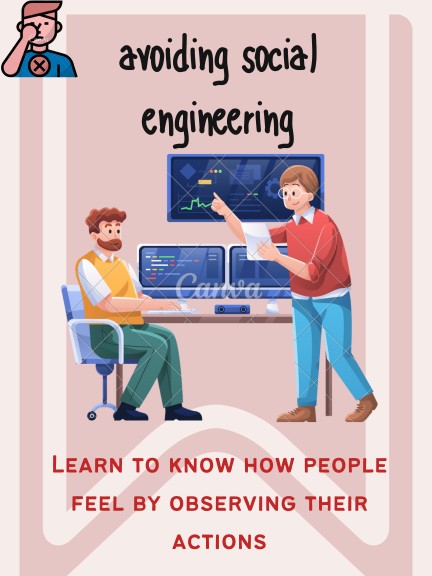 avoiding social
engineering
Canva
Learn to know how people
feel by observing their
actions